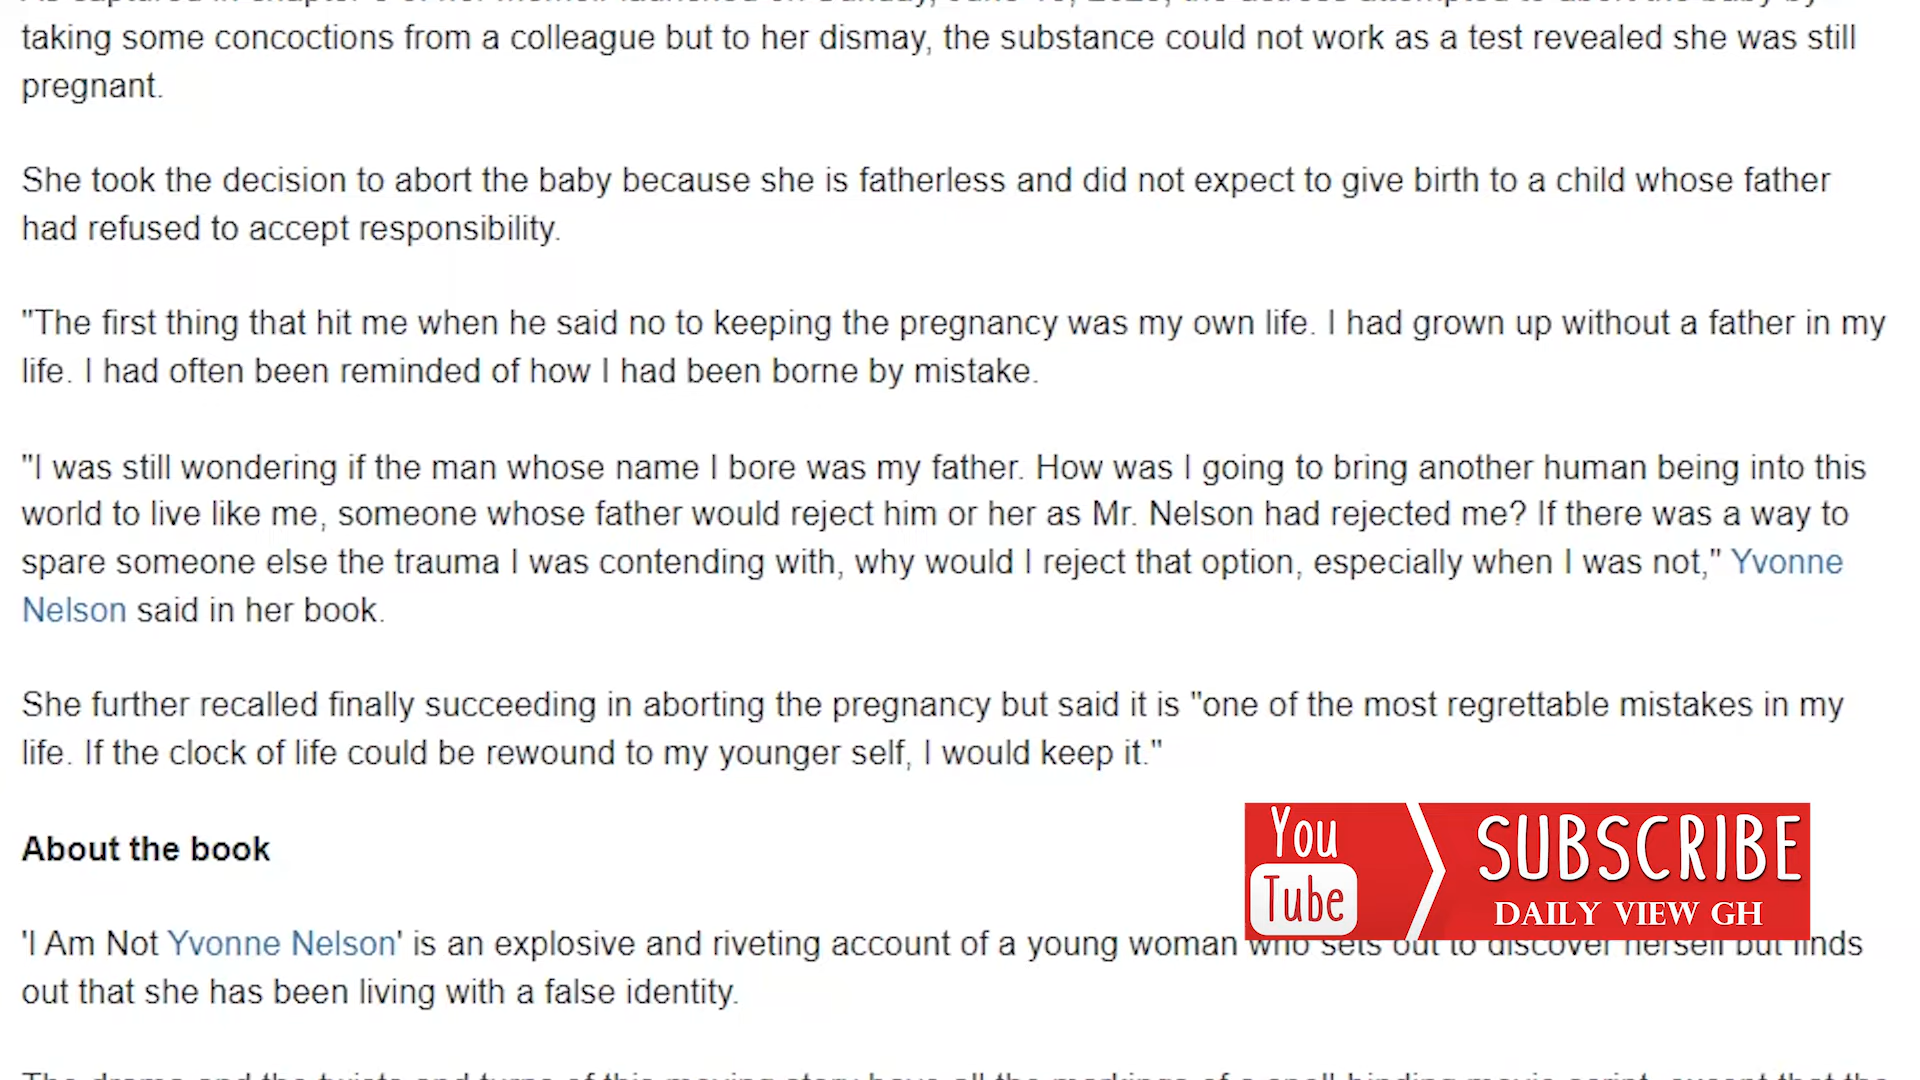 taking some concoctions from a colleague but to her dismay, the substance could not work as a test revealed she was still
pregnant.
She took the decision to abort the baby because she is fatherless and did not expect to give birth to a child whose father
had refused to accept responsibility.
"The first thing that hit me when he said no to keeping the pregnancy was my own life. I had grown up without a father in my
life. I had often been reminded of how I had been borne by mistake.
"I was still wondering if the man whose name I bore was my father. How was I going to bring another human being into this
world to live like me, someone whose father would reject him or her as Mr. Nelson had rejected me? If there was a way to
spare someone else the trauma I was contending with, why would I reject that option, especially when I was not," Yvonne
Nelson said in her book.
She further recalled finally succeeding in aborting the pregnancy but said it is "one of the most regrettable mistakes in my
life. If the clock of life could be rewound to my younger self, I would keep it."
About the book
You
Tube
SUBSCRIBE
DAILY VIEW GH
'I Am Not Yvonne Nelson' is an explosive and riveting account of a young woman who sets out to discover herself but finds
out that she has been living with a false identity.